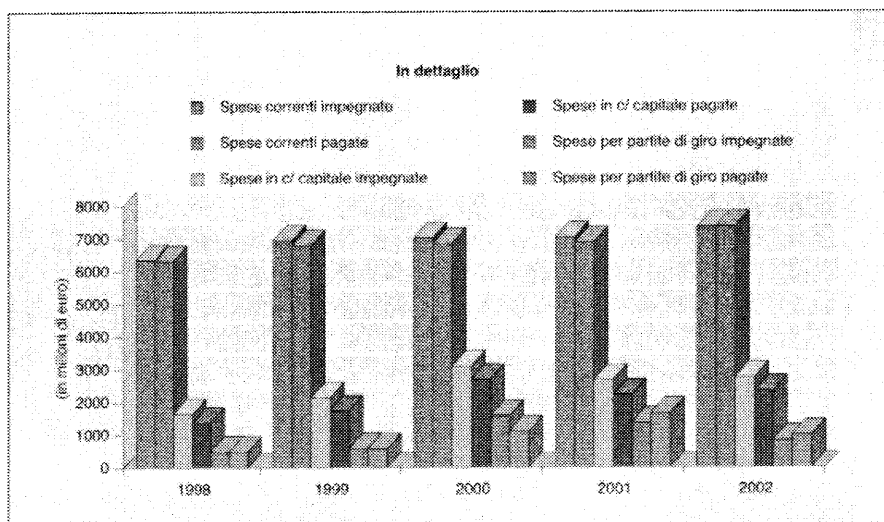 In dettaglio
Spese correnti impegnate
Spese in c/ capitale pagate
Spese correnti pagate
Spese per partite di giro impegnate
Spese in c/ capitale impegnate
Spese per partite di giro pagate
(in milioni di euro)
8000
7000
6000
5000
4000
3000
2000
1000
0
1998 1999 2000 2001 2002